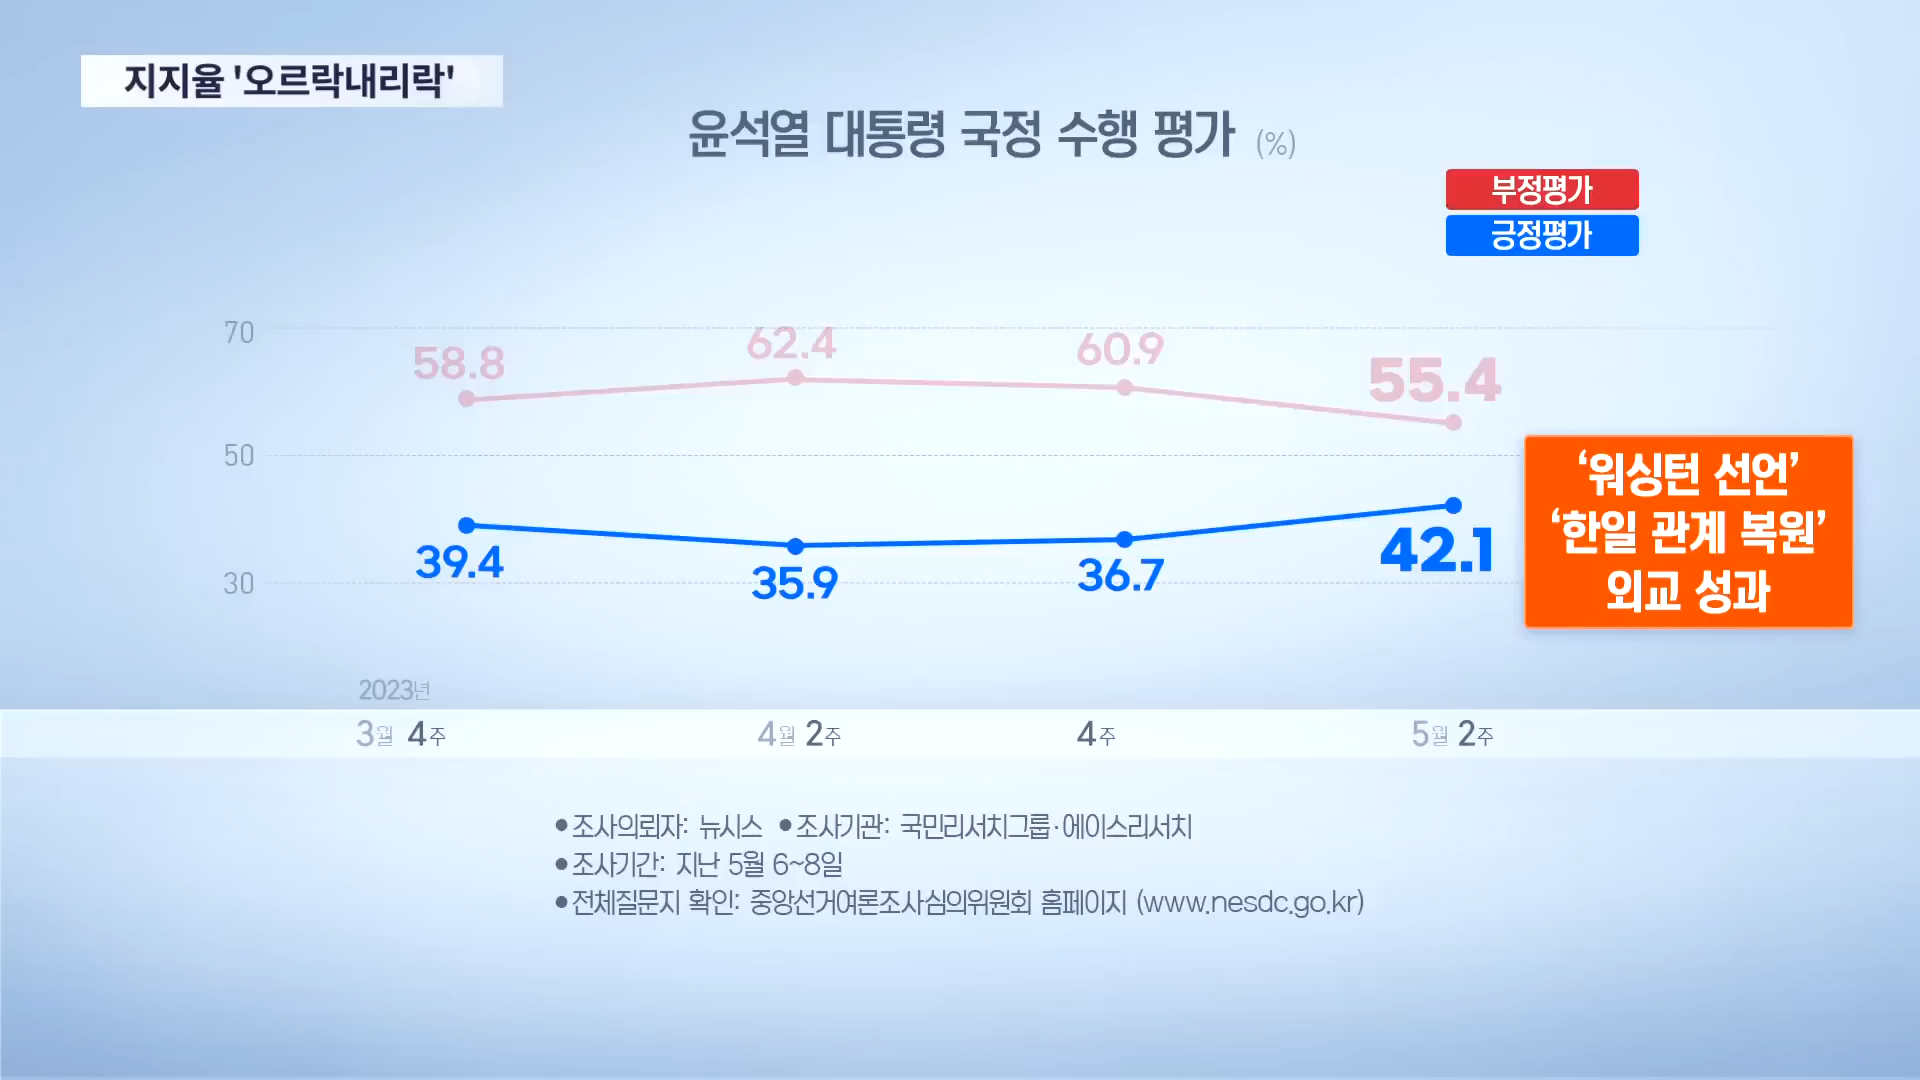 지지율 '오르락내리락'
윤석열 대통령 국정 수행 평가 (%)
부정평가
긍정평가
70
58.8
62.4
60.9
55.4
50
‘워싱턴 선언’
‘한일 관계 복원’
외교 성과
39.4
35.9
36.7
42.1
30
2023년
3월 4주 4월 2주 4주 5월 2주
●조사의뢰자: 뉴시스 ●조사기관: 국민리서치그룹·에이스리서치
●조사기간: 지난 5월 6~8일
●전체질문지 확인: 중앙선거여론조사심의위원회 홈페이지 (www.nesdc.go.kr)